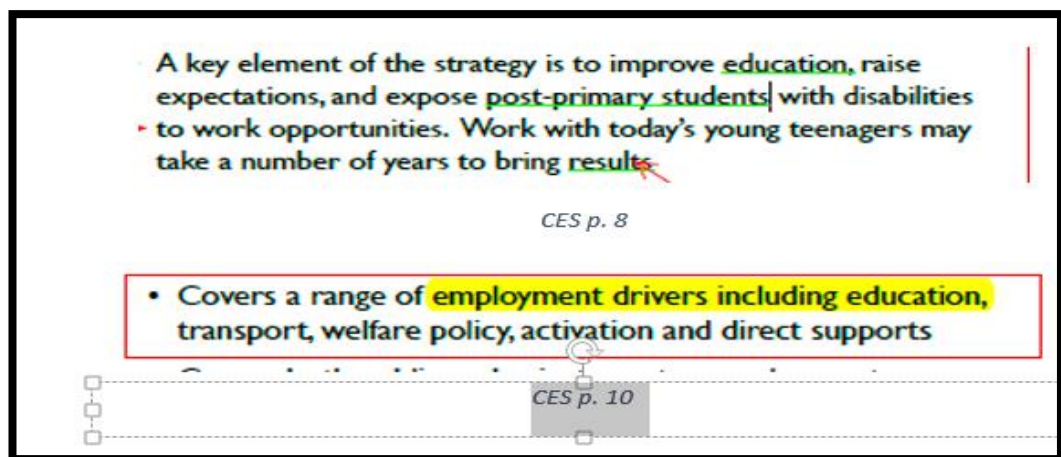 A key element of the strategy is to improve education, raise
expectations, and expose post-primary students with disabilities
to work opportunities. Work with today's young teenagers may
take a number of years to bring results
CES p. 8
• Covers a range of employment drivers including education,
transport, welfare policy, activation and direct supports
CES p. 10